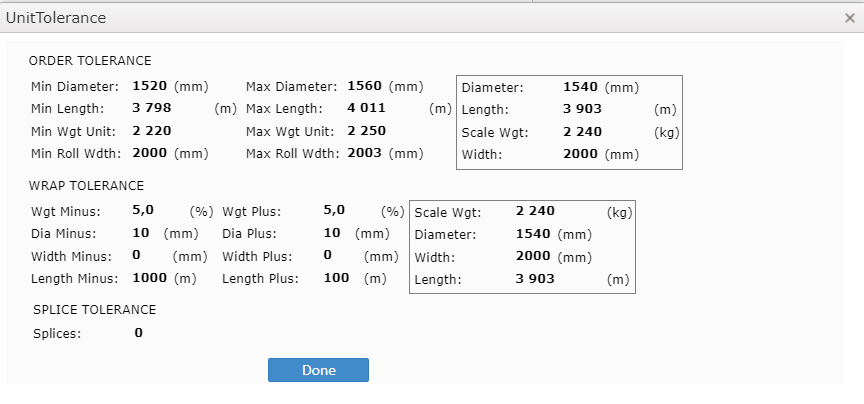 UnitTolerance ×
ORDER TOLERANCE
Min Diameter: 1520 (mm) Max Diameter: 1560 (mm) Diameter: 1540 (mm)
Min Length: 3 798 (m) Max Length: 4 011 (m) Length: 3 903 (m)
Min Wgt Unit: 2 220 Max Wgt Unit: 2 250 Scale Wgt: 2 240 (kg)
Min Roll Wdth: 2000 (mm) Max Roll Wdth: 2003 (mm) Width: 2000 (mm)
WRAP TOLERANCE
Wgt Minus: 5,0 (%) Wgt Plus: 5,0 (%) Scale Wgt: 2 240 (kg)
Dia Minus: 10 (mm) Dia Plus: 10 (mm) Diameter: 1540 (mm)
Width Minus: 0 (mm) Width Plus: 0 (mm) Width: 2000 (mm)
Length Minus: 1000 (m) Length Plus: 100 (m) Length: 3 903 (m)
SPLICE TOLERANCE
Splices: 0
Done